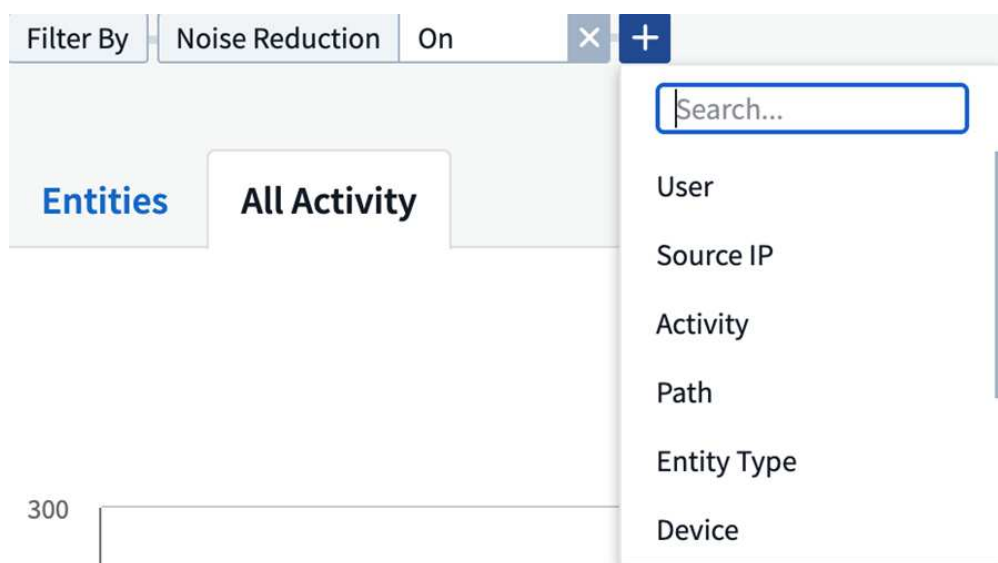 Filter By Noise Reduction On × +
Search...
Entities All Activity
User
Source IP
Activity
Path
Entity Type
Device
300